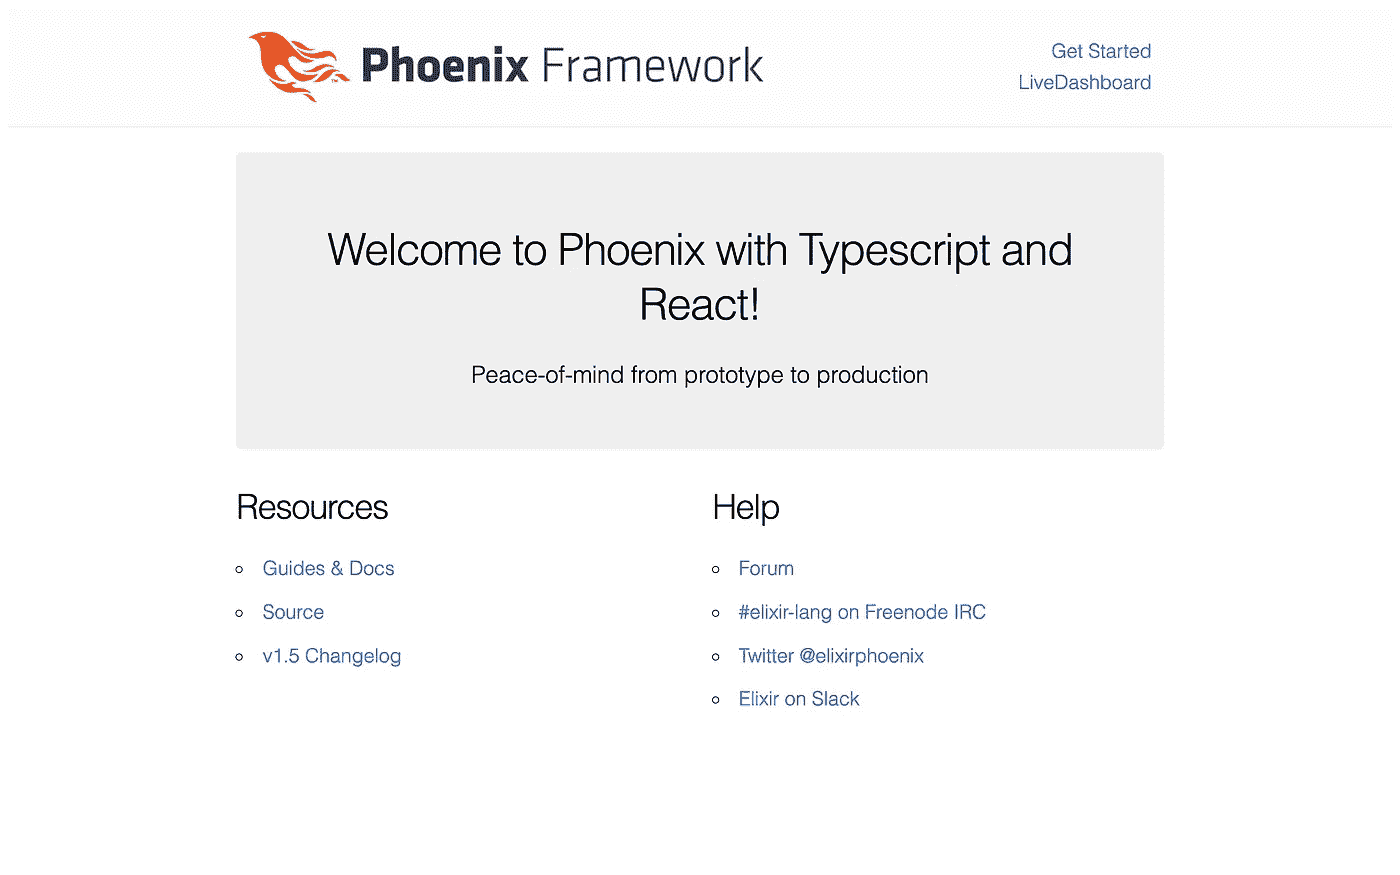 Phoenix Framework
Get Started
LiveDashboard
Welcome to Phoenix with Typescript and
React!
Peace-of-mind from prototype to production
Resources
Guides & Docs
Source
v1.5 Changelog
Help
Forum
#elixir-lang on Freenode IRC
Twitter @elixirphoenix
Elixir on Slack